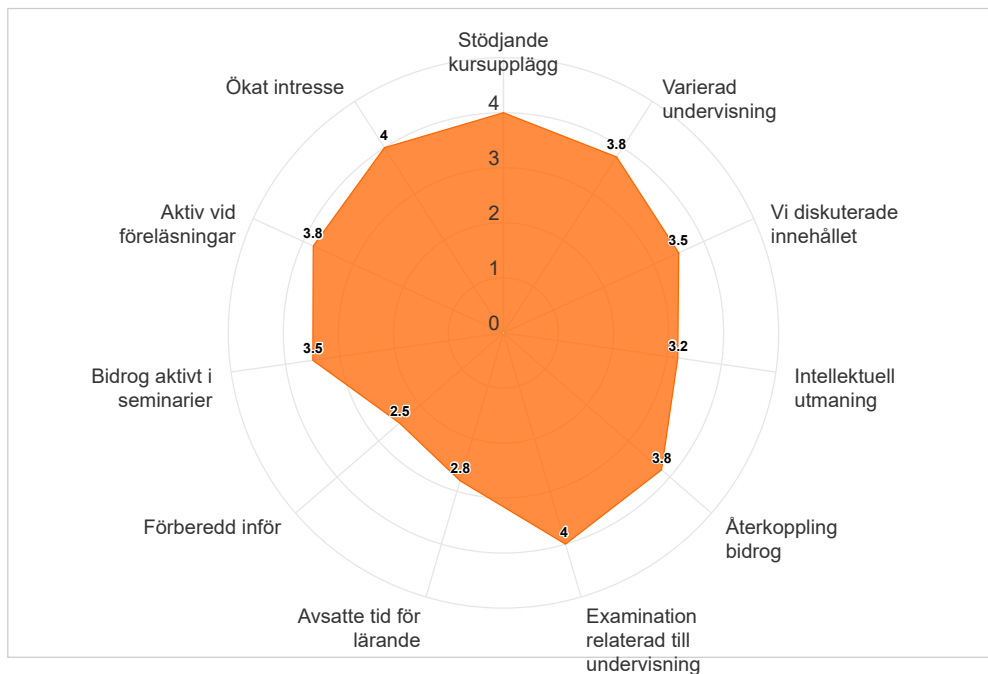 Stödjande
kursupplägg
Ökat intresse
Varierad
undervisning
4
4
3.8
3
Aktiv vid
föreläsningar
3.8
2
3.5
Vi diskuterade
innehållet
1
0
3.5
3.2
Bidrog aktivt i
seminarier
Intellektuell
utmaning
2.5
2.8
3.8
Förberedd inför
Återkoppling
bidrog
4
Avsatte tid för
lärande
Examination
relaterad till
undervisning